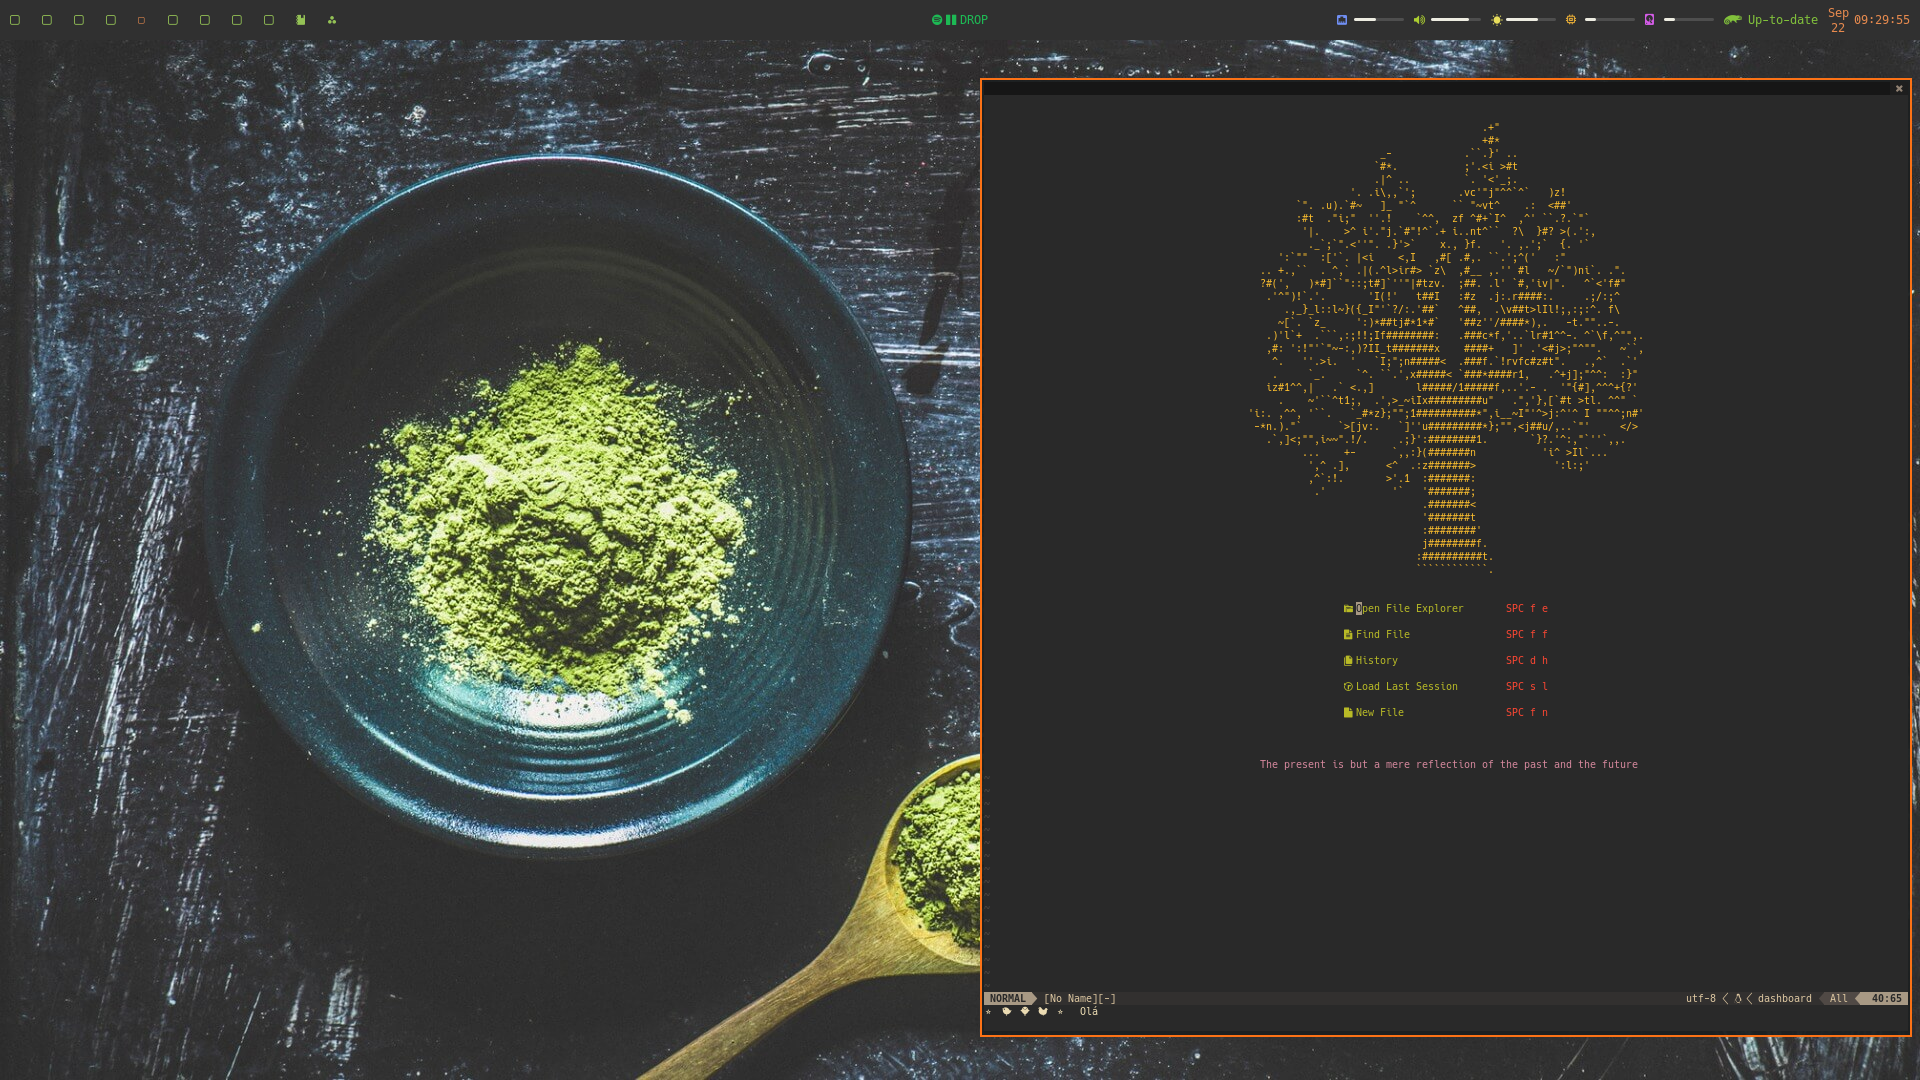 DROP
Up-to-date
Sep
22
09:29:55
Open File Explorer SPC f e
Find File SPC f f
History SPC d h
Load Last Session SPC s l
New File SPC f n
The present is but a mere reflection of the past and the future
NORMAL [No Name][-] utf-8 dashboard All 40:65
Olá